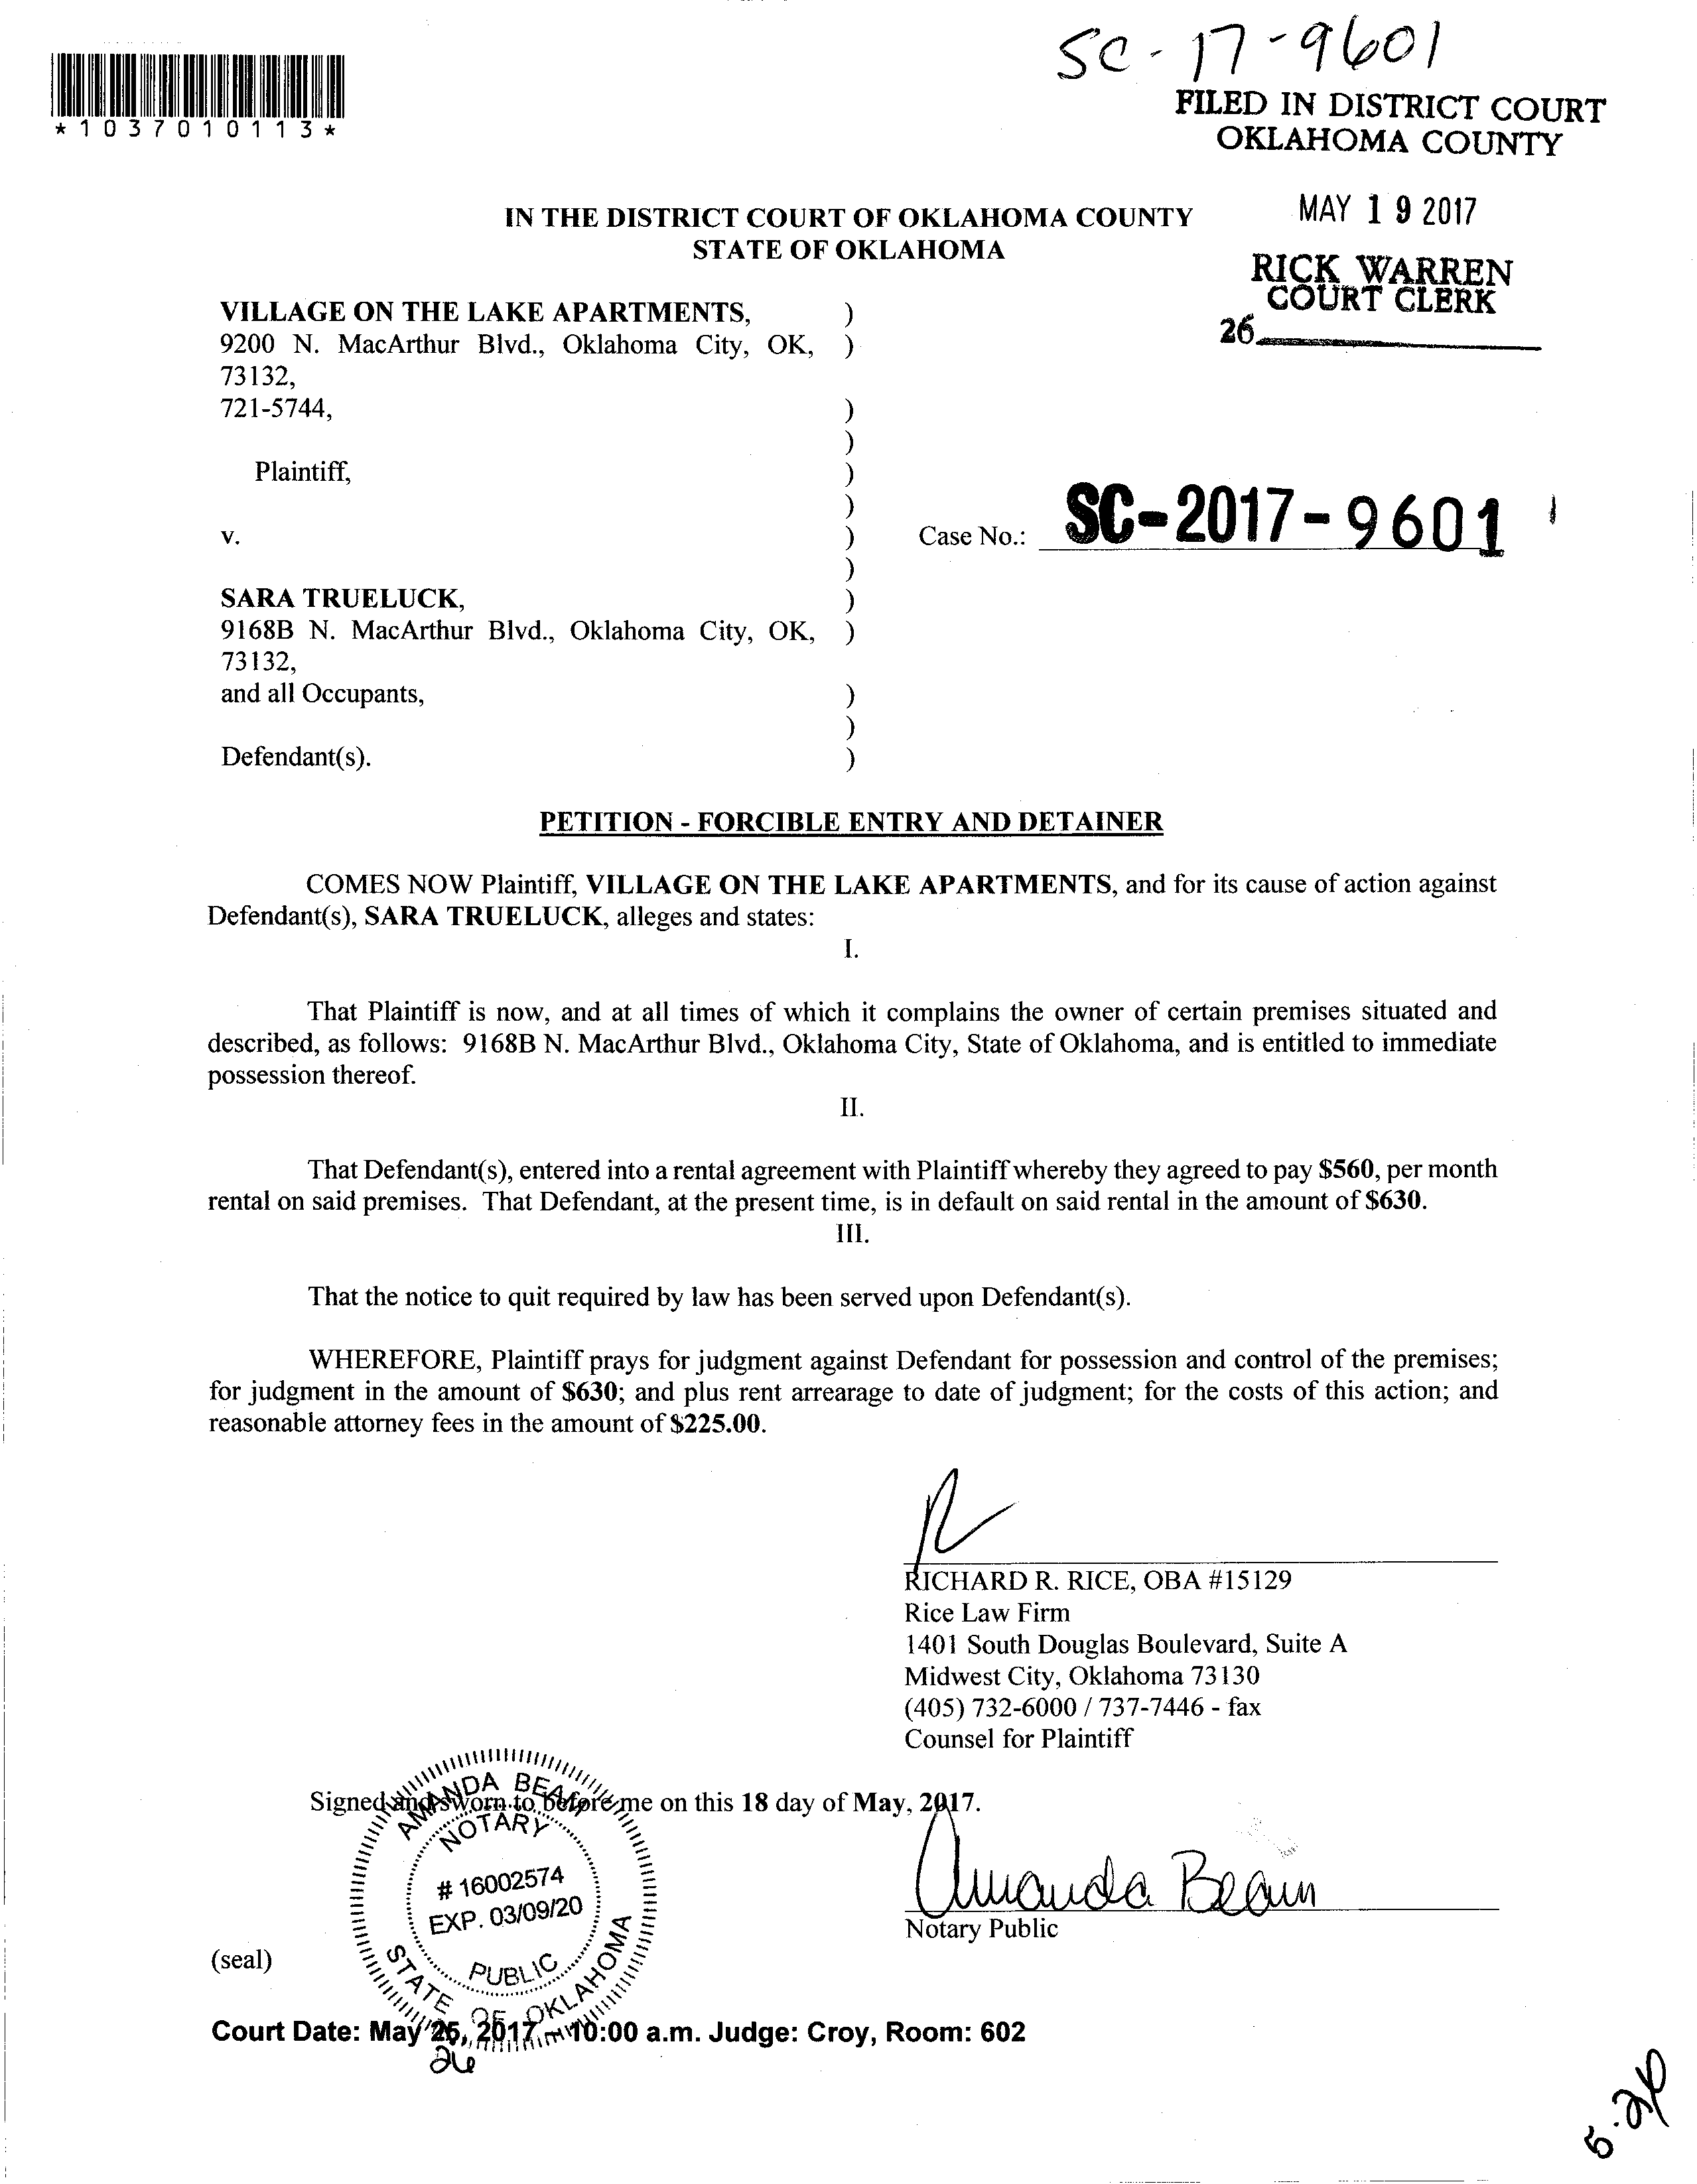 SC-17-9601
*1037010113*
FILED IN DISTRICT COURT
OKLAHOMA COUNTY
MAY 19 2017
RICK WARREN
COURT CLERK
26
IN THE DISTRICT COURT OF OKLAHOMA COUNTY
STATE OF OKLAHOMA
VILLAGE ON THE LAKE APARTMENTS, )
9200 N. MacArthur Blvd., Oklahoma City, OK, )
73132,
721-5744, )
)
Plaintiff, )
)
v. ) Case No.: SC-2017-9601
)
SARA TRUELUCK, )
9168B N. MacArthur Blvd., Oklahoma City, OK, )
73132,
and all Occupants, )
)
Defendant(s). )
PETITION - FORCIBLE ENTRY AND DETAINER
COMES NOW Plaintiff, VILLAGE ON THE LAKE APARTMENTS, and for its cause of action against
Defendant(s), SARA TRUELUCK, alleges and states:
I.
That Plaintiff is now, and at all times of which it complains the owner of certain premises situated and
described, as follows: 9168B N. MacArthur Blvd., Oklahoma City, State of Oklahoma, and is entitled to immediate
possession thereof.
II.
That Defendant(s), entered into a rental agreement with Plaintiff whereby they agreed to pay $560, per month
rental on said premises. That Defendant, at the present time, is in default on said rental in the amount of $630.
III.
That the notice to quit required by law has been served upon Defendant(s).
WHEREFORE, Plaintiff prays for judgment against Defendant for possession and control of the premises;
for judgment in the amount of $630; and plus rent arrearage to date of judgment; for the costs of this action; and
reasonable attorney fees in the amount of $225.00.
RICHARD R. RICE, OBA #15129
Rice Law Firm
1401 South Douglas Boulevard, Suite A
Midwest City, Oklahoma 73130
(405) 732-6000 / 737-7446 - fax
Counsel for Plaintiff
Signed and sworn to before me on this 18 day of May, 2017.
AMANDA BEAM
NOTARY
# 16002574
EXP. 03/09/20
PUBLIC
STATE OF OKLAHOMA
Amanda Beam
Notary Public
(seal)
Court Date: May 25, 2017, 10:00 a.m. Judge: Croy, Room: 602
26
5-26